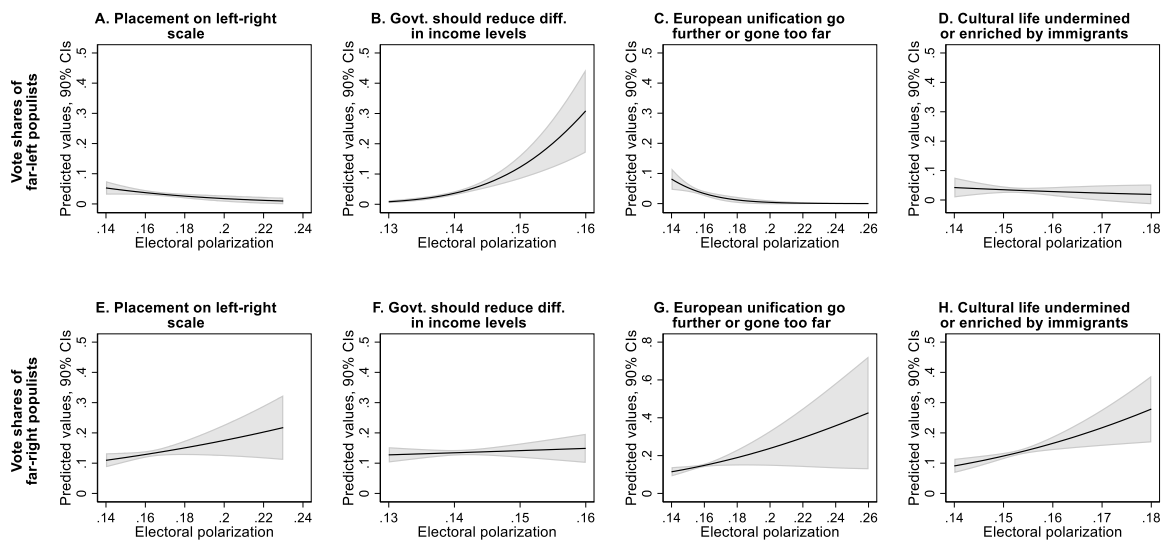 A. Placement on left-right
scale
B. Govt. should reduce diff.
in income levels
C. European unification go
further or gone too far
D. Cultural life undermined
or enriched by immigrants
Vote shares of
far-left populists
Predicted values, 90% CIs
0 .1 .2 .3 .4 .5
.14 .16 .18 .2 .22 .24
Electoral polarization
Predicted values, 90% CIs
0 .1 .2 .3 .4 .5
.13 .14 .15 .16
Electoral polarization
Predicted values, 90% CIs
0 .1 .2 .3 .4 .5
.14 .16 .18 .2 .22 .24 .26
Electoral polarization
Predicted values, 90% CIs
0 .1 .2 .3 .4 .5
.14 .15 .16 .17 .18
Electoral polarization
E. Placement on left-right
scale
F. Govt. should reduce diff.
in income levels
G. European unification go
further or gone too far
H. Cultural life undermined
or enriched by immigrants
Vote shares of
far-right populists
Predicted values, 90% CIs
0 .1 .2 .3 .4 .5
.14 .16 .18 .2 .22 .24
Electoral polarization
Predicted values, 90% CIs
0 .1 .2 .3 .4 .5
.13 .14 .15 .16
Electoral polarization
Predicted values, 90% CIs
0 .2 .4 .6 .8
.14 .16 .18 .2 .22 .24 .26
Electoral polarization
Predicted values, 90% CIs
0 .1 .2 .3 .4 .5
.14 .15 .16 .17 .18
Electoral polarization